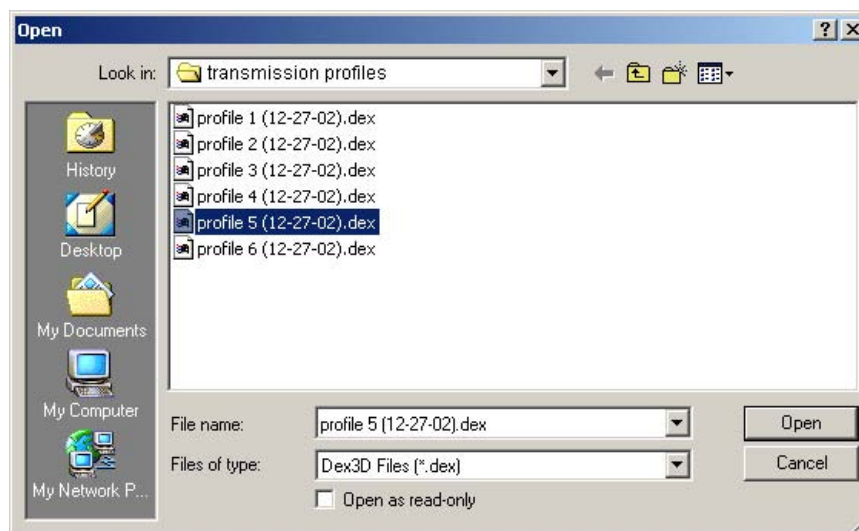 Open
Look in: transmission profiles
History
Desktop
My Documents
My Computer
My Network P...
profile 1 (12-27-02).dex
profile 2 (12-27-02).dex
profile 3 (12-27-02).dex
profile 4 (12-27-02).dex
profile 5 (12-27-02).dex
profile 6 (12-27-02).dex
File name: profile 5 (12-27-02).dex Open
Files of type: Dex3D Files (*.dex) Cancel
Open as read-only